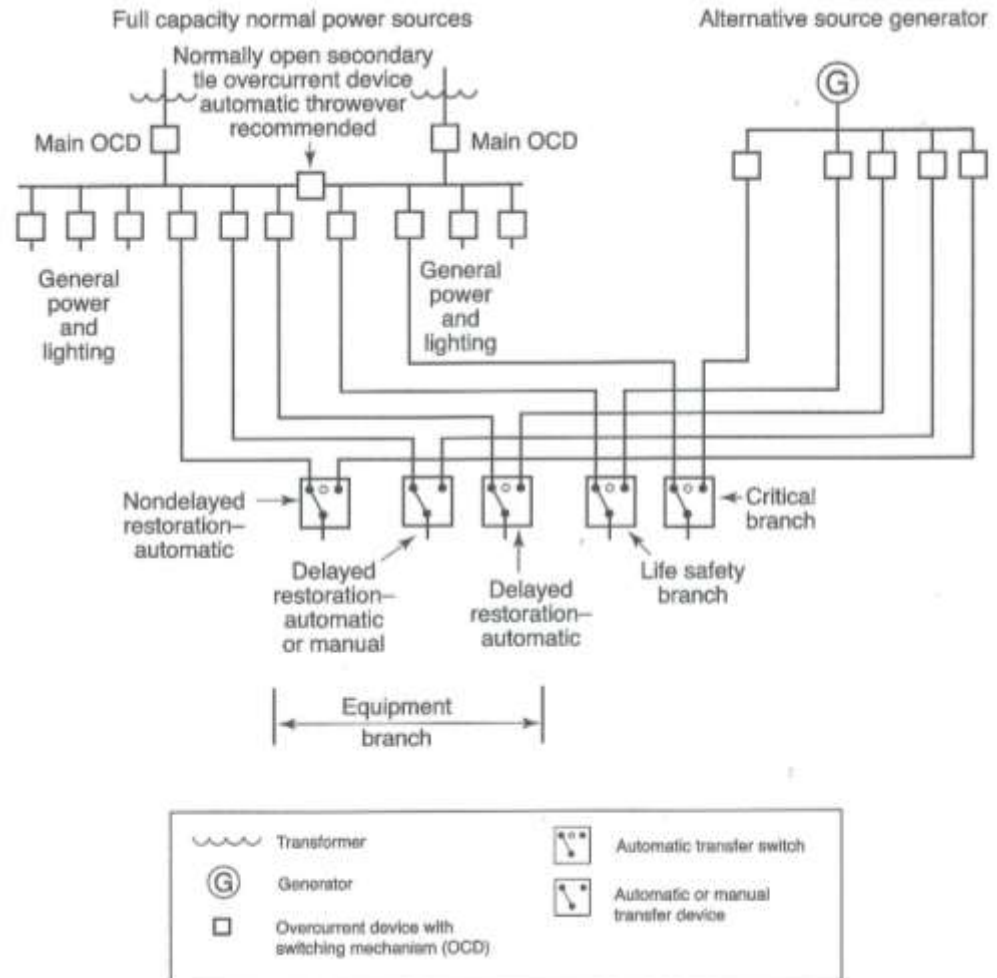 Full capacity normal power sources
Alternative source generator
Normally open secondary
tie overcurrent device
automatic throwever
recommended
Main OCD
Main OCD
G
General
power
and
lighting
General
power
and
lighting
Nondelayed
restoration–
automatic
Delayed
restoration–
automatic
or manual
Delayed
restoration–
automatic
Life safety
branch
Critical
branch
Equipment
branch
Transformer
G
Generator
Overcurrent device with
switching mechanism (OCD)
Automatic transfer switch
Automatic or manual
transfer device